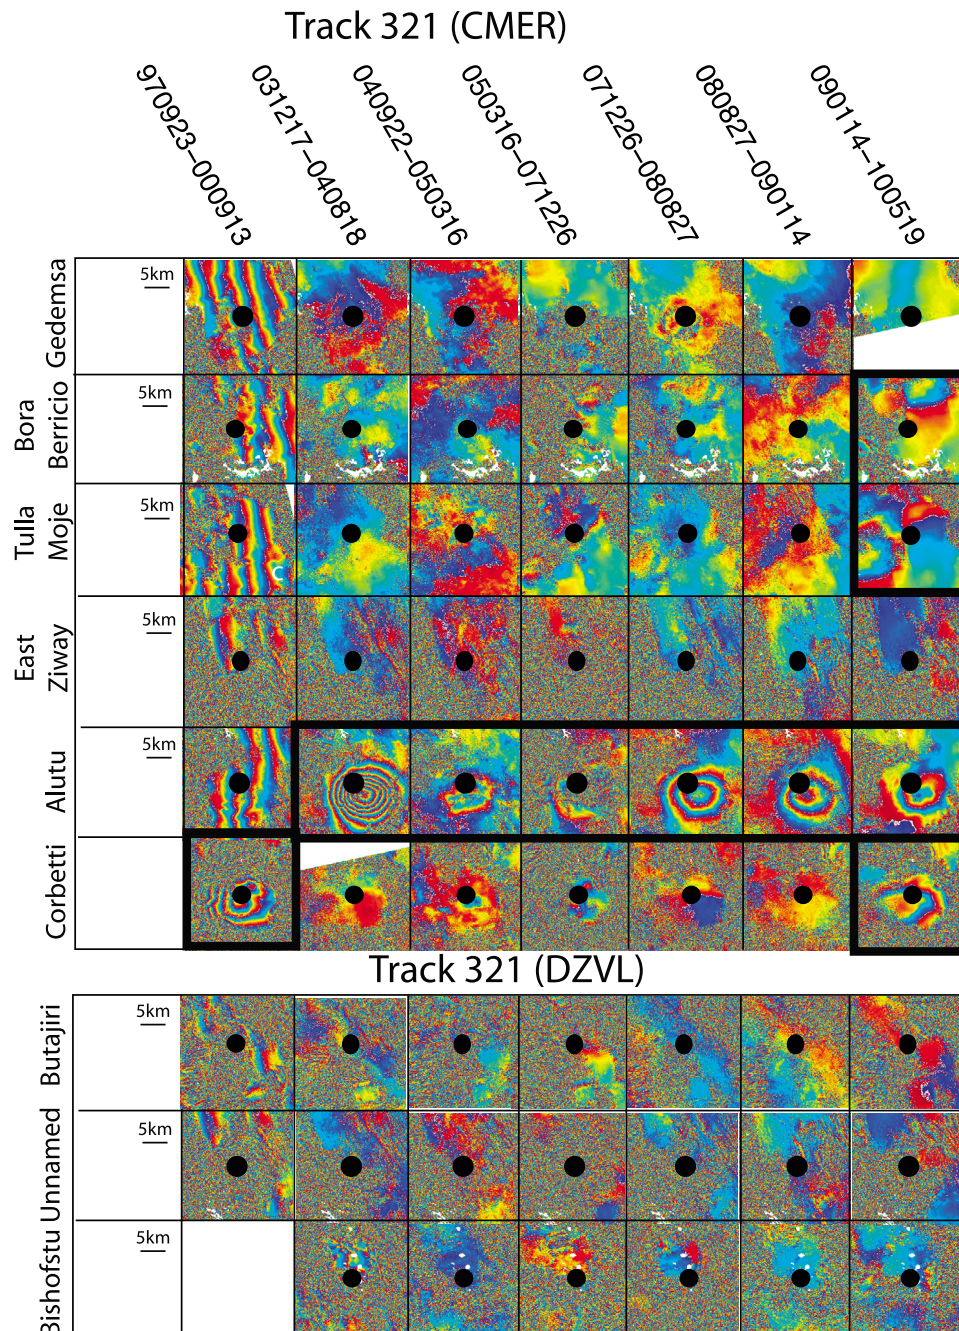 Track 321 (CMER)
970923-000913
031217-040818
040922-050316
050316-071226
071226-080827
080827-090114
090114-100519
Gedemsa
5km
Bora
Berricio
5km
Tulla
Moje
5km
C
East
Ziway
5km
Alutu
5km
Corbetti
Track 321 (DZVL)
Butajiri
5km
Unnamed
5km
Bishofstu
5km